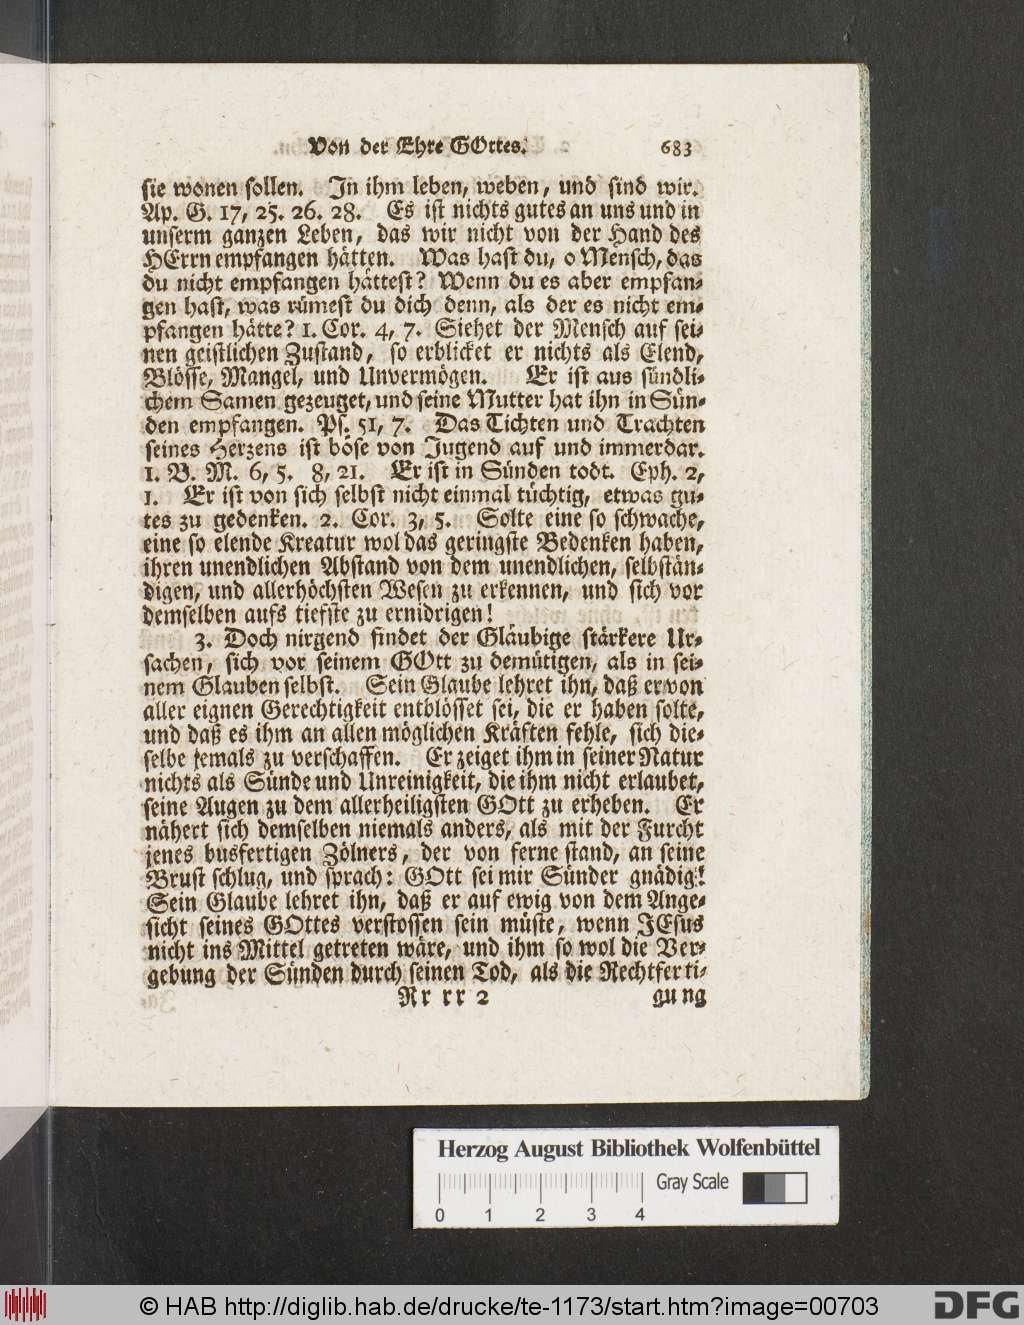 Von der Ehre GOttes. 683
sie wonen sollen. In ihm leben, weben, und sind wir.
Ap. G. 17, 25. 26. 28. Es ist nichts gutes an uns und in
unserm ganzen Leben, das wir nicht von der Hand des
HErrn empfangen hätten. Was hast du, o Mensch, das
du nicht empfangen hättest? Wenn du es aber empfan-
gen hast, was rümest du dich denn, als der es nicht em-
pfangen hätte? 1. Cor. 4, 7. Siehet der Mensch auf sei-
nen geistlichen Zustand, so erblicket er nichts als Elend,
Blösse, Mangel, und Unvermögen. Er ist aus sündli-
chem Samen gezeuget, und seine Mutter hat ihn in Sün-
den empfangen. Ps. 51, 7. Das Tichten und Trachten
seines Herzens ist böse von Jugend auf und immerdar.
1. B. M. 6, 5. 8, 21. Er ist in Sünden todt. Eph. 2,
1. Er ist von sich selbst nicht einmal tüchtig, etwas gu-
tes zu gedenken. 2. Cor. 3, 5. Solte eine so schwache,
eine so elende Kreatur wol das geringste Bedenken haben,
ihren unendlichen Abstand von dem unendlichen, selbstän-
digen, und allerhöchsten Wesen zu erkennen, und sich vor
demselben aufs tiefste zu ernidrigen!
3. Doch nirgend findet der Gläubige stärkere Ur-
sachen, sich vor seinem GOtt zu demütigen, als in sei-
nem Glauben selbst. Sein Glaube lehret ihn, daß er von
aller eignen Gerechtigkeit entblösset sei, die er haben solte,
und daß es ihm an allen möglichen Kräften fehle, sich die-
selbe jemals zu verschaffen. Er zeiget ihm in seiner Natur
nichts als Sünde und Unreinigkeit, die ihm nicht erlaubet,
seine Augen zu dem allerheiligsten GOtt zu erheben. Er
nähert sich demselben niemals anders, als mit der Furcht
jenes busfertigen Zölners, der von ferne stand, an seine
Brust schlug, und sprach: GOtt sei mir Sünder gnädig!
Sein Glaube lehret ihn, daß er auf ewig von dem Ange-
sicht seines GOttes verstossen sein müste, wenn JEsus
nicht ins Mittel getreten wäre, und ihm so wol die Ver-
gebung der Sünden durch seinen Tod, als die Rechtferti-
Rr rr 2 gung
Herzog August Bibliothek Wolfenbüttel
Gray Scale
0 1 2 3 4
© HAB http://diglib.hab.de/drucke/te-1173/start.htm?image=00703
DFG